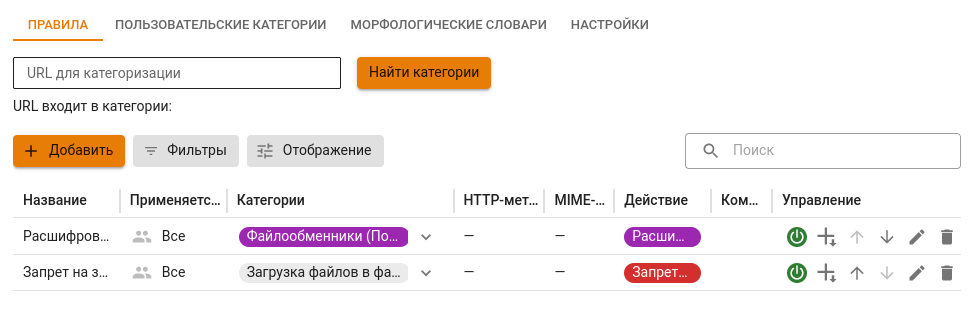 ПРАВИЛА ПОЛЬЗОВАТЕЛЬСКИЕ КАТЕГОРИИ МОРФОЛОГИЧЕСКИЕ СЛОВАРИ НАСТРОЙКИ
URL для категоризации Найти категории
URL входит в категории:
Добавить Фильтры Отображение Поиск
Название Применяетс... Категории HTTP-мет... MIME-... Действие Ком... Управление
Расшифров... Все Файлообменники (По... — — Расши...
Запрет на з... Все Загрузка файлов в фа... — — Запрет...